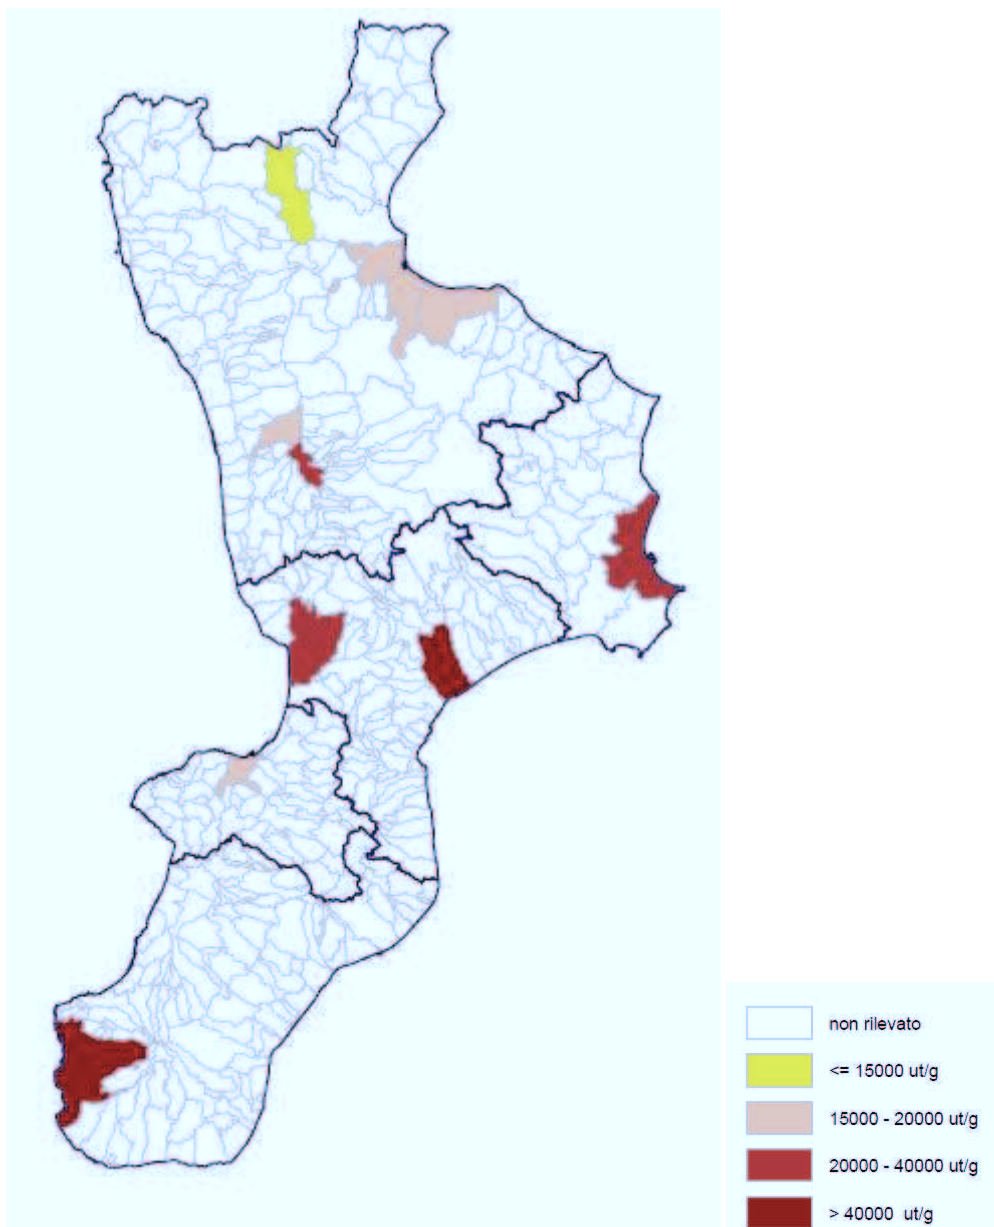 non rilevato
<= 15000 ut/g
15000 - 20000 ut/g
20000 - 40000 ut/g
> 40000 ut/g